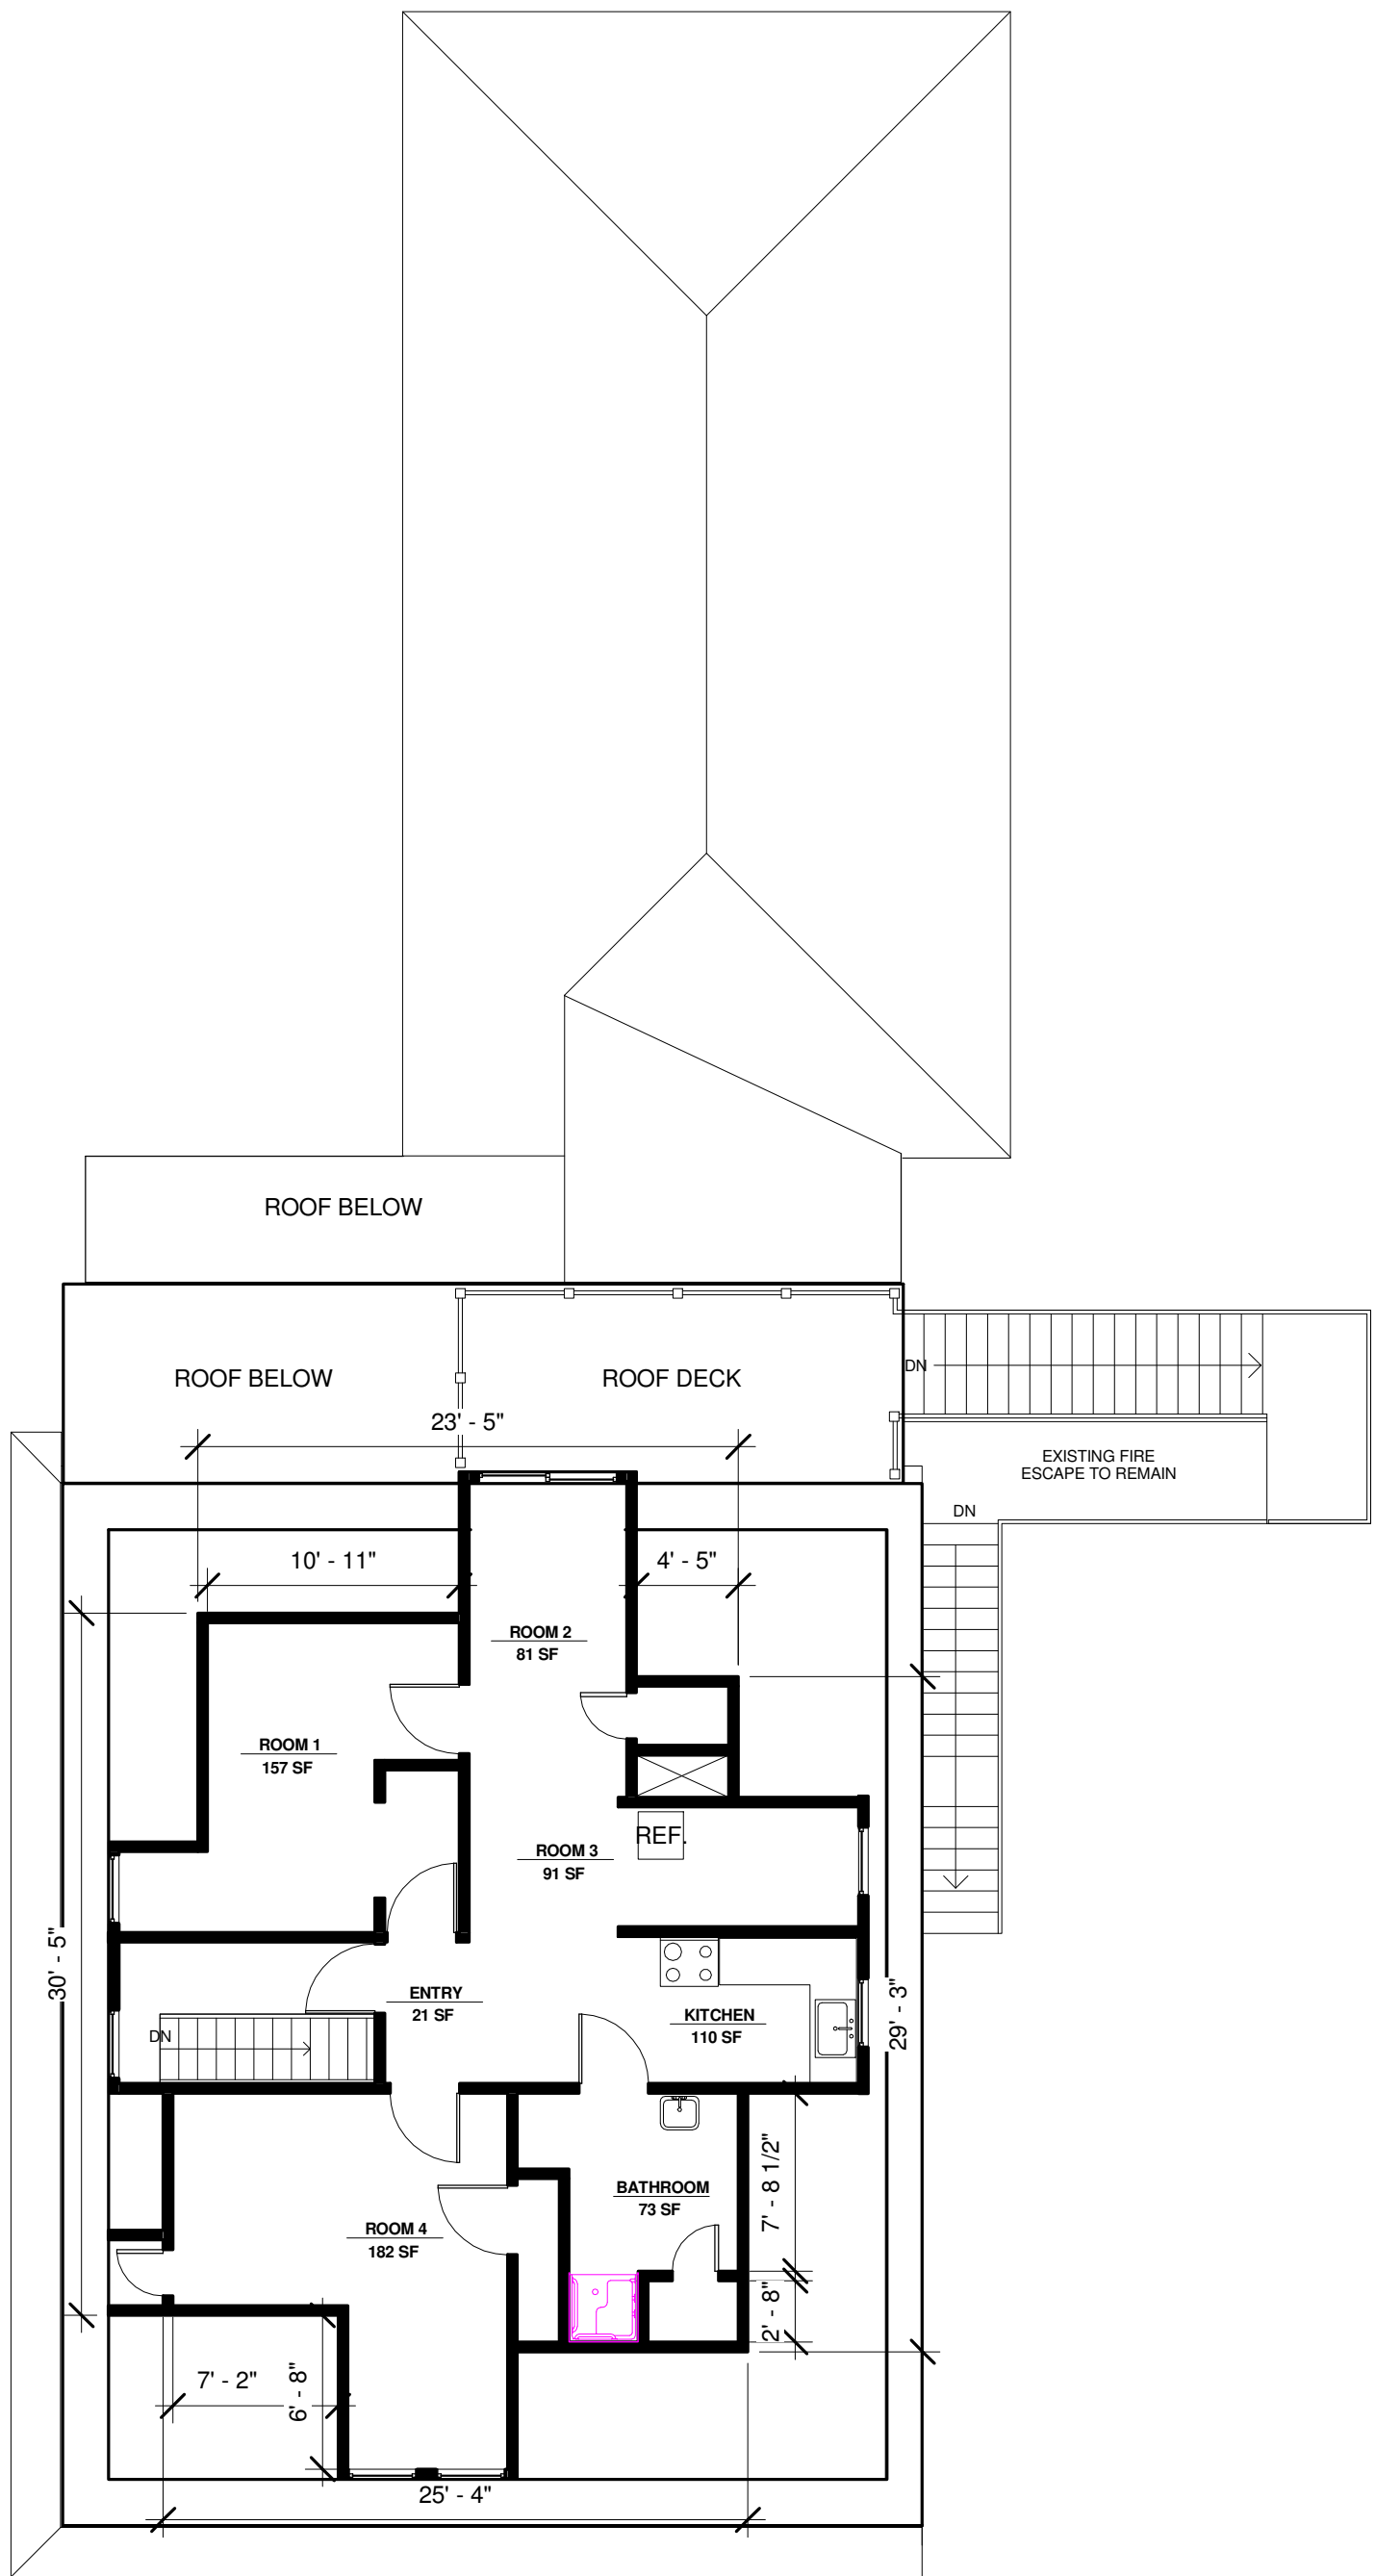 ROOF BELOW
ROOF BELOW
ROOF DECK
DN
23' - 5"
EXISTING FIRE
ESCAPE TO REMAIN
DN
10' - 11"
4' - 5"
ROOM 2
81 SF
ROOM 1
157 SF
REF.
ROOM 3
91 SF
30' - 5"
ENTRY
21 SF
KITCHEN
110 SF
29' - 3"
DN
7' - 8 1/2"
BATHROOM
73 SF
ROOM 4
182 SF
2' - 8"
7' - 2"
6' - 8"
25' - 4"